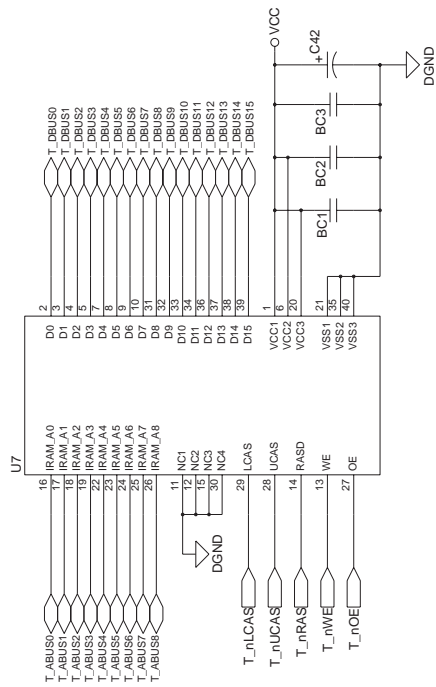 U7
T_ABUS0 16 IRAM_A0 D0 2 T_DBUS0
T_ABUS1 17 IRAM_A1 D1 3 T_DBUS1
T_ABUS2 18 IRAM_A2 D2 4 T_DBUS2
T_ABUS3 19 IRAM_A3 D3 5 T_DBUS3
T_ABUS4 22 IRAM_A4 D4 7 T_DBUS4
T_ABUS5 23 IRAM_A5 D5 8 T_DBUS5
T_ABUS6 24 IRAM_A6 D6 9 T_DBUS6
T_ABUS7 25 IRAM_A7 D7 10 T_DBUS7
T_ABUS8 26 IRAM_A8 D8 31 T_DBUS8
D9 32 T_DBUS9
11 NC1 D10 33 T_DBUS10
12 NC2 D11 34 T_DBUS11
15 NC3 D12 36 T_DBUS12
30 NC4 D13 37 T_DBUS13
D14 38 T_DBUS14
D15 39 T_DBUS15
DGND
T_nLCAS 29 LCAS
T_nUCAS 28 UCAS
T_nRAS 14 RASD
T_nWE 13 WE
T_nOE 27 OE
VCC1 1
VCC2 6
VCC3 20
VSS1 21
VSS2 35
VSS3 40
VCC
BC1
BC2
BC3
+ C42
DGND